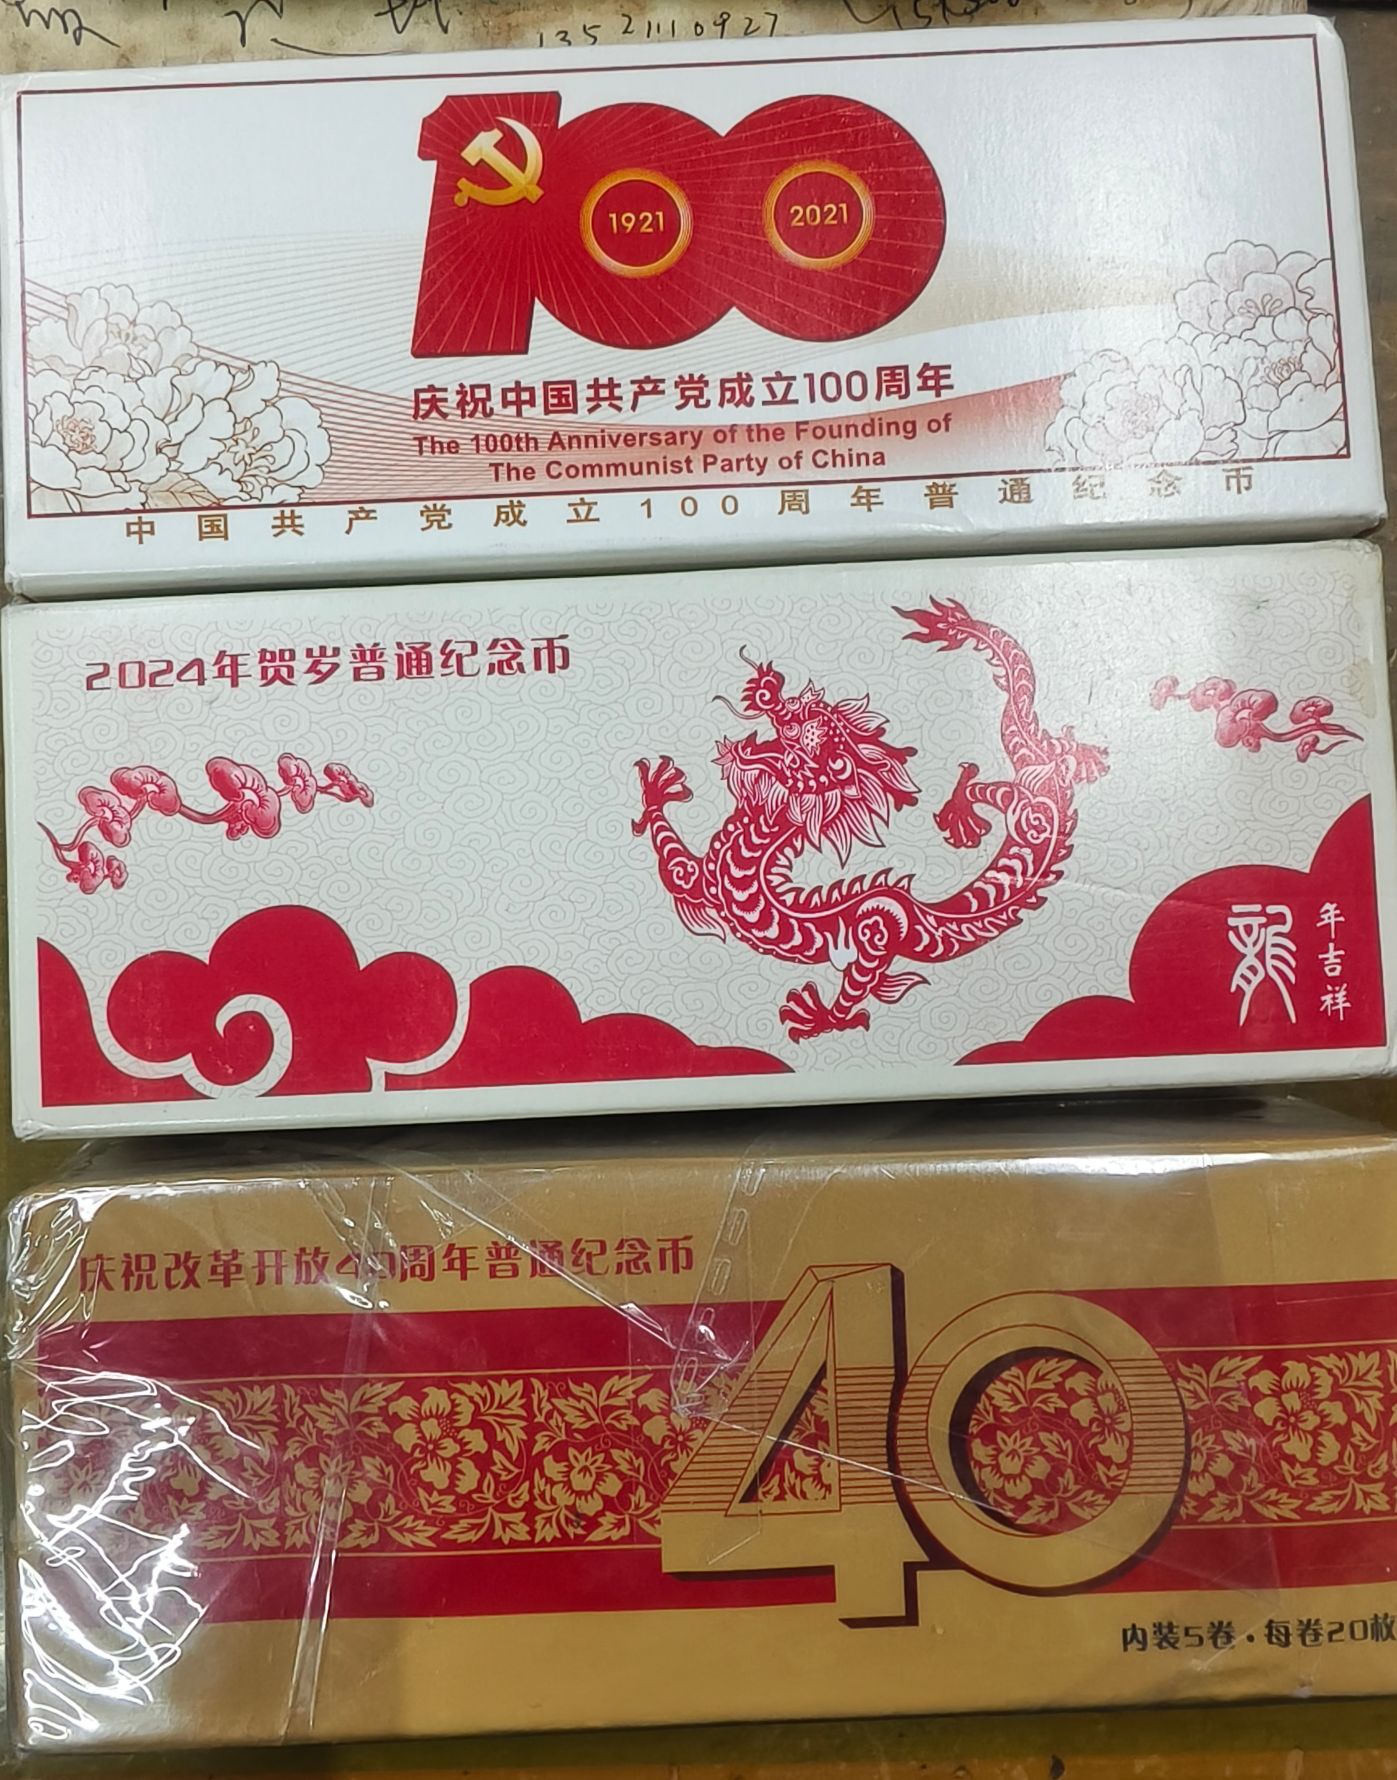 13521110927
1921
2021
庆祝中国共产党成立100周年
The 100th Anniversary of the Founding of
The Communist Party of China
中国共产党成立100周年普通纪念币
2024年贺岁普通纪念币
龍
年吉祥
庆祝改革开放40周年普通纪念币
40
内装5卷·每卷20枚